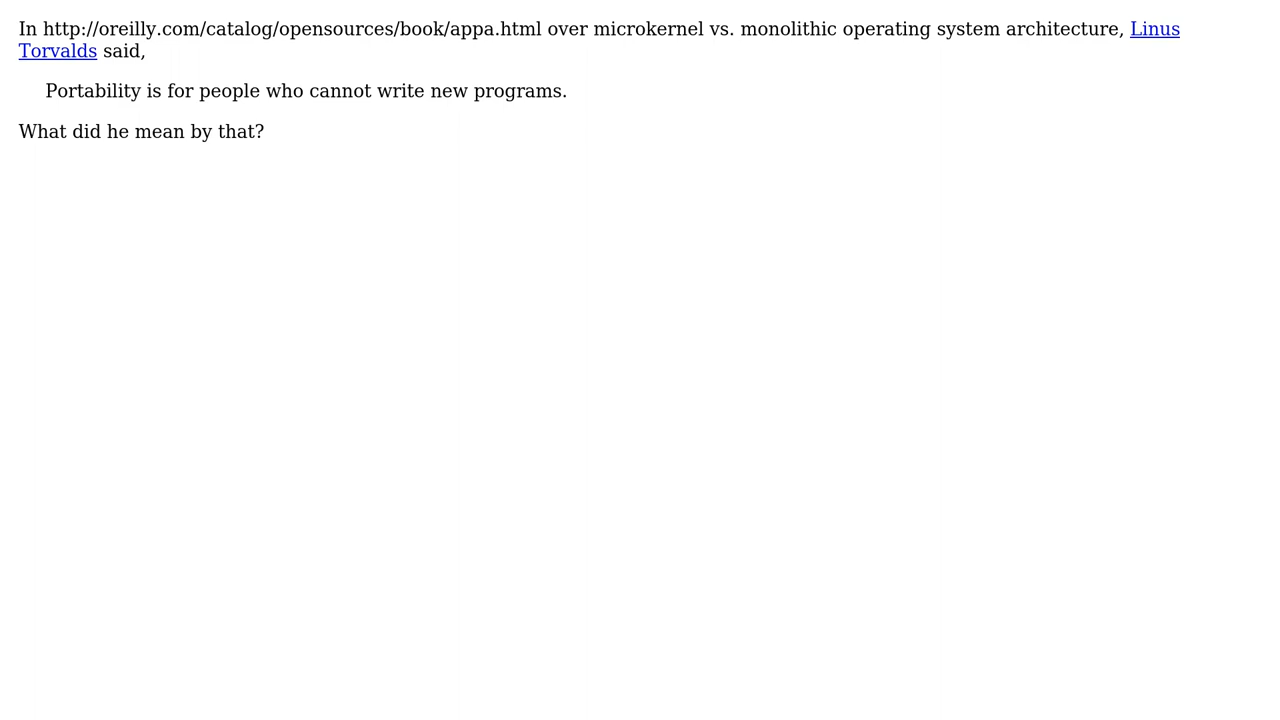 In http://oreilly.com/catalog/opensources/book/appa.html over microkernel vs. monolithic operating system architecture, Linus
Torvalds said,
Portability is for people who cannot write new programs.
What did he mean by that?